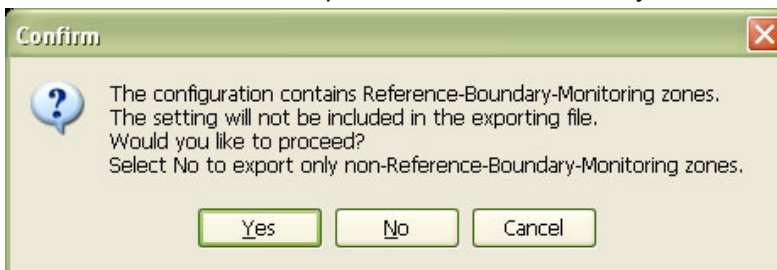 Confirm
The configuration contains Reference-Boundary-Monitoring zones.
The setting will not be included in the exporting file.
Would you like to proceed?
Select No to export only non-Reference-Boundary-Monitoring zones.
Yes No Cancel